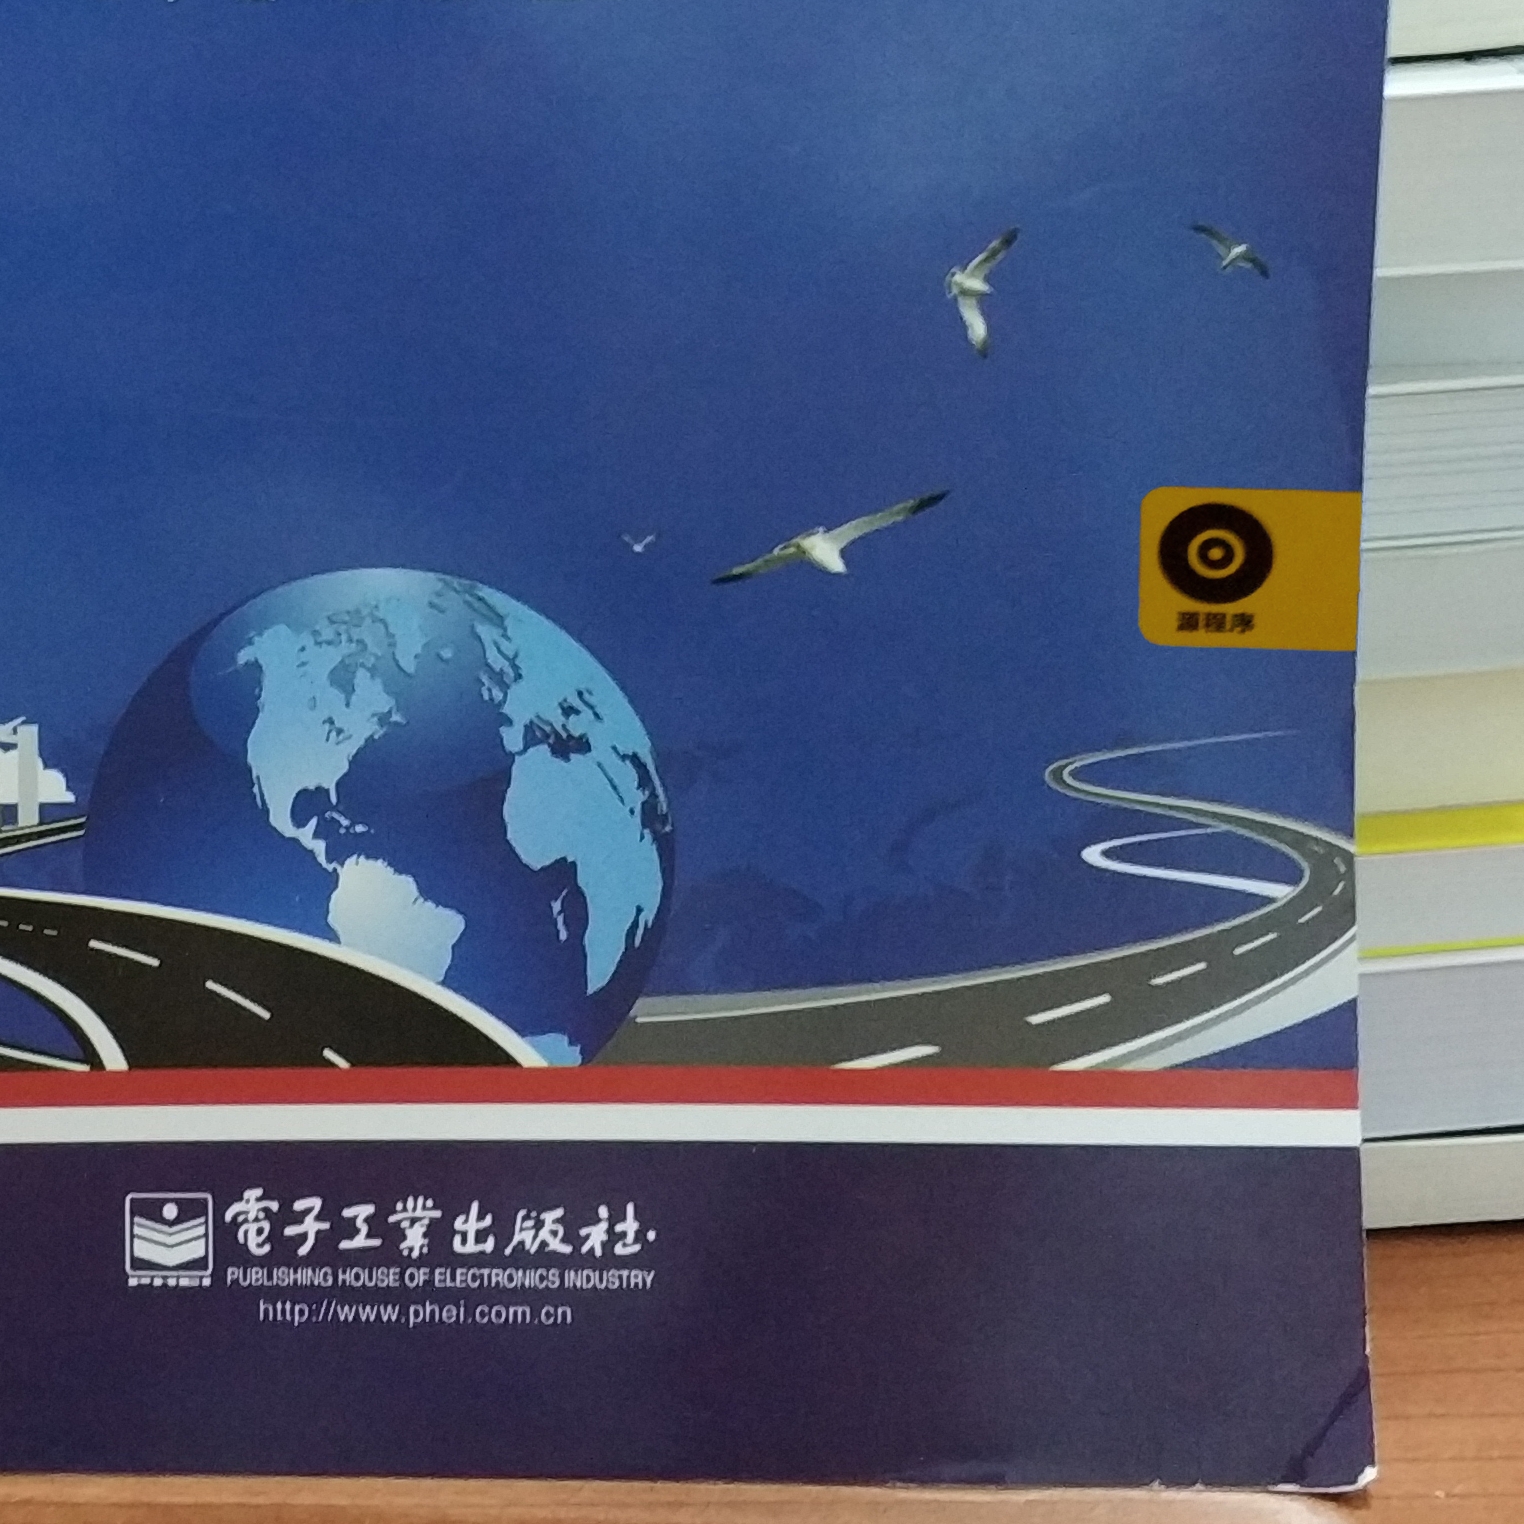 源程序
電子工業出版社·
PUBLISHING HOUSE OF ELECTRONICS INDUSTRY
http://www.phei.com.cn